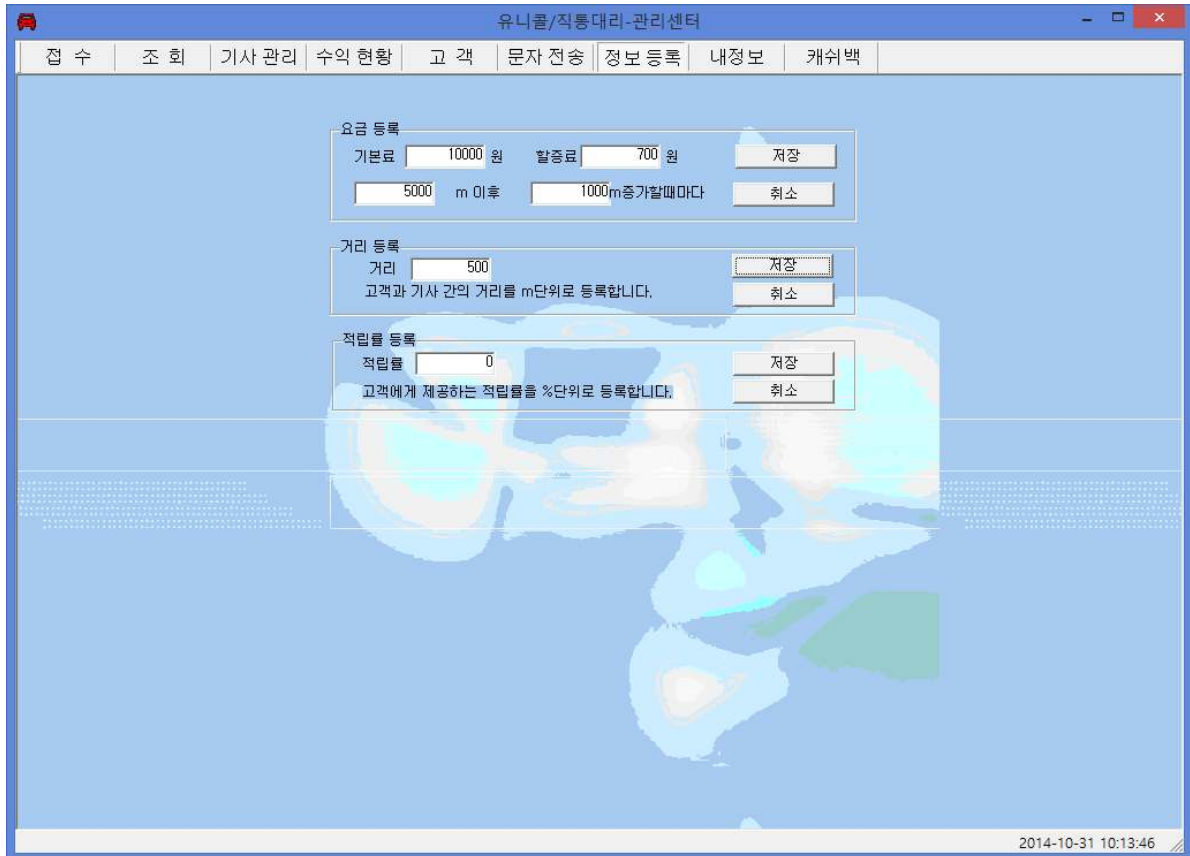 유니콜/직통대리-관리센터
접 수 조 회 기사 관리 수익 현황 고 객 문자 전송 정보 등록 내정보 캐쉬백
요금 등록
기본료 10000 원 할증료 700 원 저장
5000 m 이후 1000 m증가할때마다 취소
거리 등록
거리 500 저장
고객과 기사 간의 거리를 m단위로 등록합니다. 취소
적립률 등록
적립률 0 저장
고객에게 제공하는 적립률을 %단위로 등록합니다. 취소
2014-10-31 10:13:46